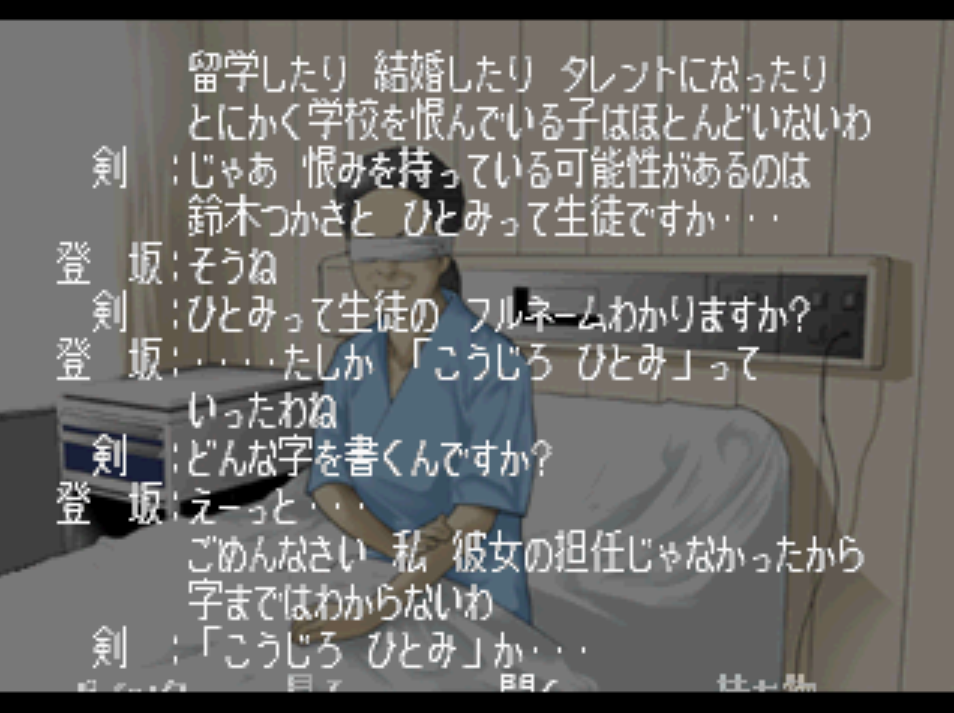 留学したり 結婚したり タレントになったり
とにかく学校を恨んでいる子はほとんどいないわ
剣 :じゃあ 恨みを持っている可能性があるのは
鈴木つかさと ひとみって生徒ですか・・・
登 坂:そうね
剣 :ひとみって生徒の フルネームわかりますか?
登 坂:・・・・・たしか 「こうじろ ひとみ」って
いったわね
剣 :どんな字を書くんですか?
登 坂:えーっと・・・
ごめんなさい 私 彼女の担任じゃなかったから
字まではわからないわ
剣 :「こうじろ ひとみ」か・・・